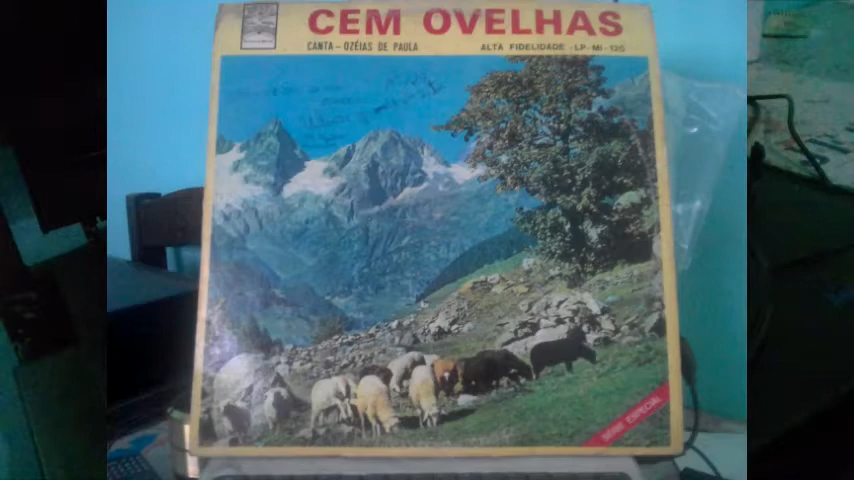 CEM OVELHAS
CANTA - OZÉIAS DE PAULA ALTA FIDELIDADE - LP - MI - 120
SÉRIE ESPECIAL